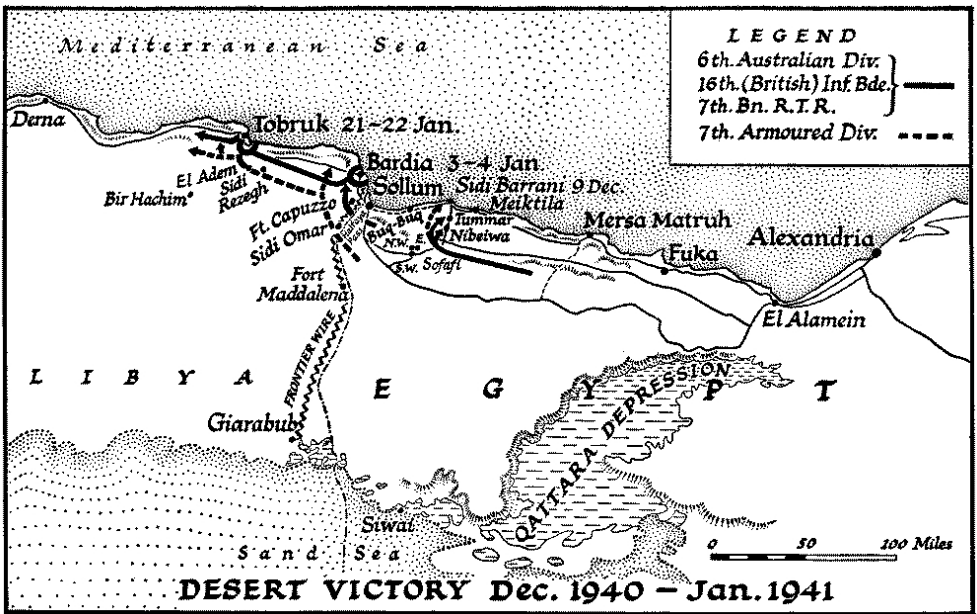 Mediterranean Sea
LEGEND
6th. Australian Div.
16th. (British) Inf. Bde.
7th. Bn. R.T.R.
7th. Armoured Div.
Derna
Tobruk 21-22 Jan.
Bardia 3-4 Jan
El Adem
Sidi
Rezegh
Bir Hachim
Sollum
Sidi Barrani 9 Dec.
Meiktila
Ft. Capuzzo
Sidi Omar
Buq-Buq
Tummar
Nibeiwa
N.W.
S.W.
Sofafi
Mersa Matruh
Fuka
Alexandria
El Alamein
Fort
Maddalena
FRONTIER WIRE
LIBYA
EGYPT
QATTARA DEPRESSION
Giarabub
Siwa
Sand Sea
0 50 100 Miles
DESERT VICTORY Dec. 1940 – Jan. 1941